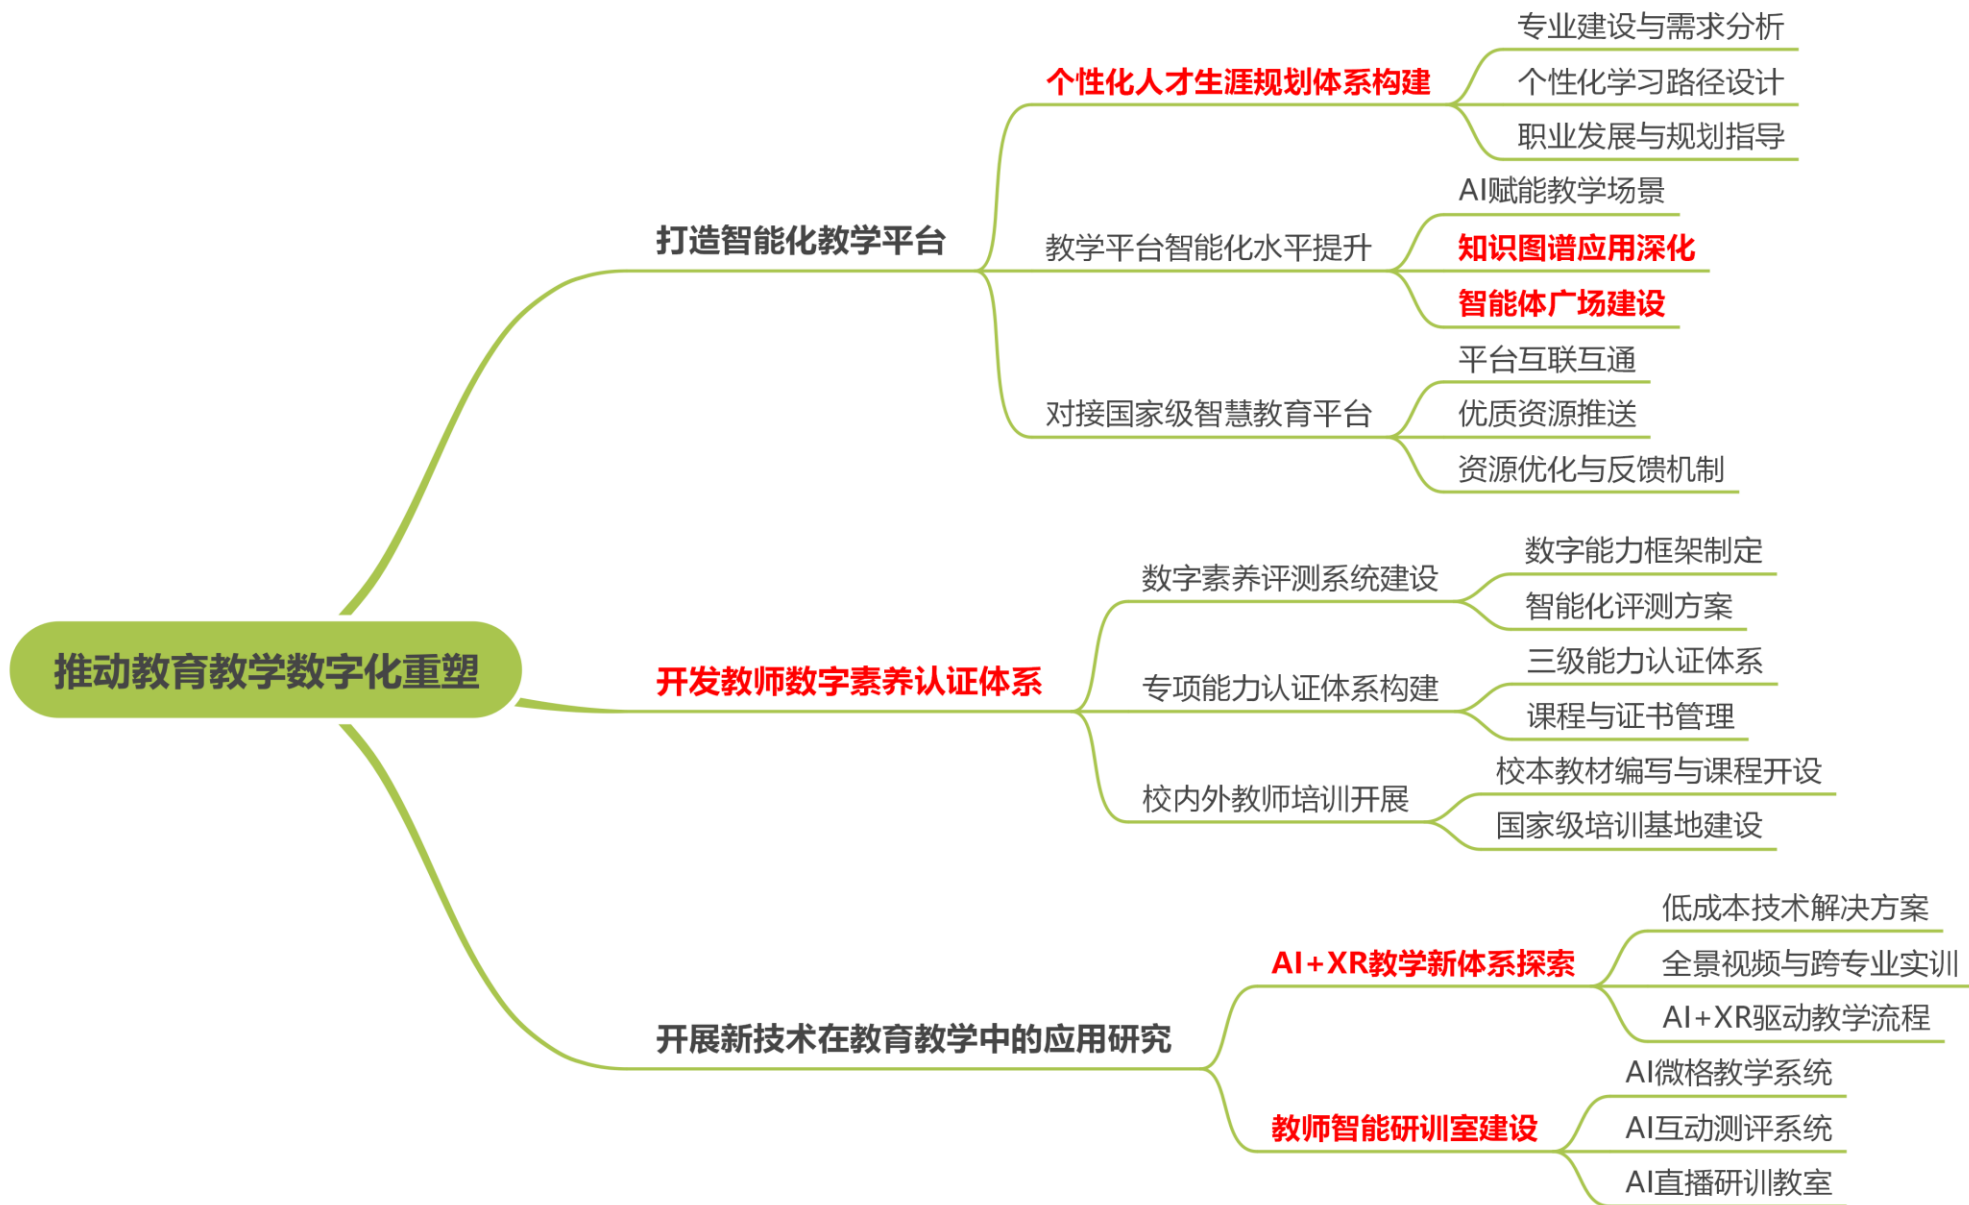 推动教育教学数字化重塑
打造智能化教学平台
个性化人才生涯规划体系构建
专业建设与需求分析
个性化学习路径设计
职业发展与规划指导
教学平台智能化水平提升
AI赋能教学场景
知识图谱应用深化
智能体广场建设
对接国家级智慧教育平台
平台互联互通
优质资源推送
资源优化与反馈机制
开发教师数字素养认证体系
数字素养评测系统建设
数字能力框架制定
智能化评测方案
专项能力认证体系构建
三级能力认证体系
课程与证书管理
校内外教师培训开展
校本教材编写与课程开设
国家级培训基地建设
开展新技术在教育教学中的应用研究
AI+XR教学新体系探索
低成本技术解决方案
全景视频与跨专业实训
AI+XR驱动教学流程
教师智能研训室建设
AI微格教学系统
AI互动测评系统
AI直播研训教室